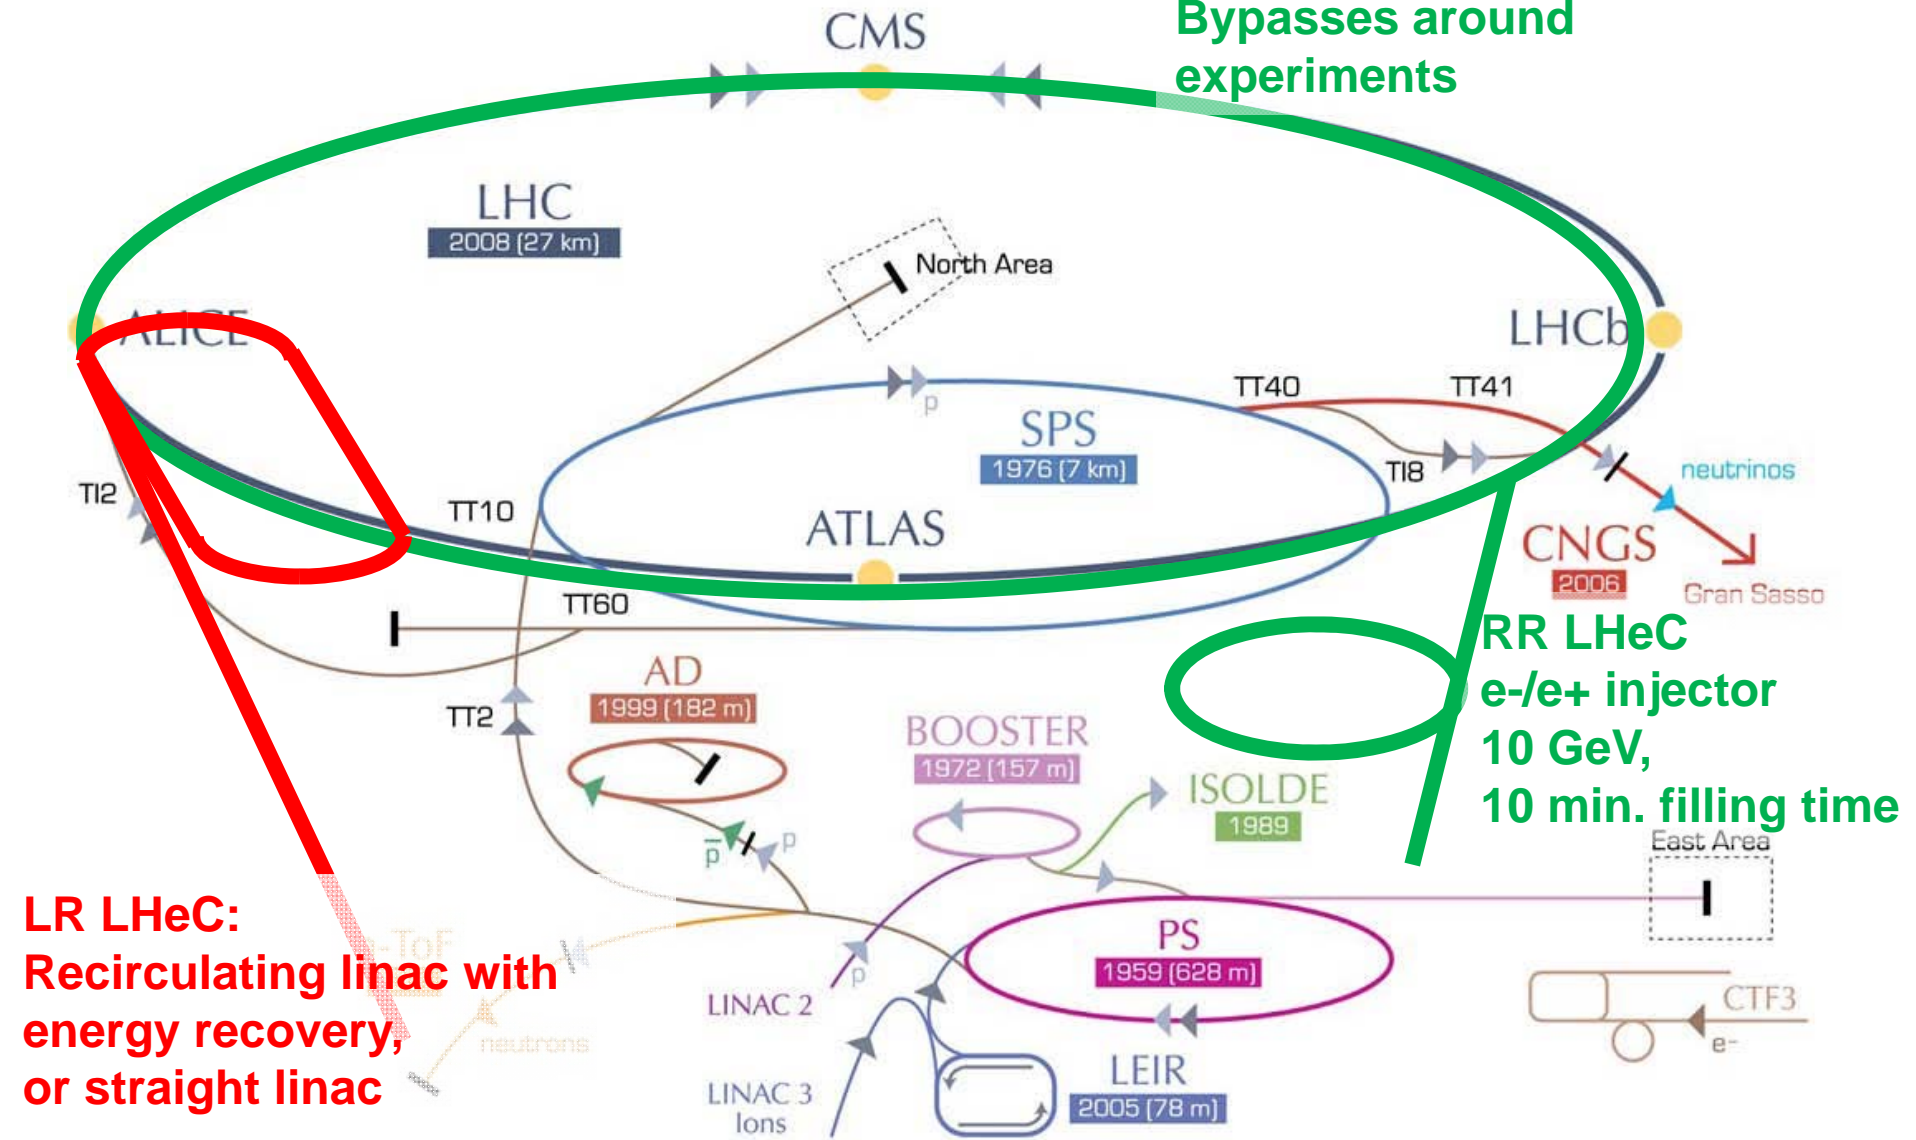 CMS
Bypasses around
experiments
LHC
2008 (27 km)
North Area
ALICE
LHCb
TT40
TT41
p
SPS
1976 (7 km)
TI8
neutrinos
TI2
TT10
ATLAS
CNGS
2006
Gran Sasso
TT60
RR LHeC
e-/e+ injector
10 GeV,
10 min. filling time
AD
1999 (182 m)
TT2
BOOSTER
1972 (157 m)
ISOLDE
1989
p̅
p
East Area
LR LHeC:
Recirculating linac with
energy recovery,
or straight linac
n-ToF
neutrons
LINAC 2
p
PS
1959 (628 m)
CTF3
e-
LINAC 3
Ions
LEIR
2005 (78 m)